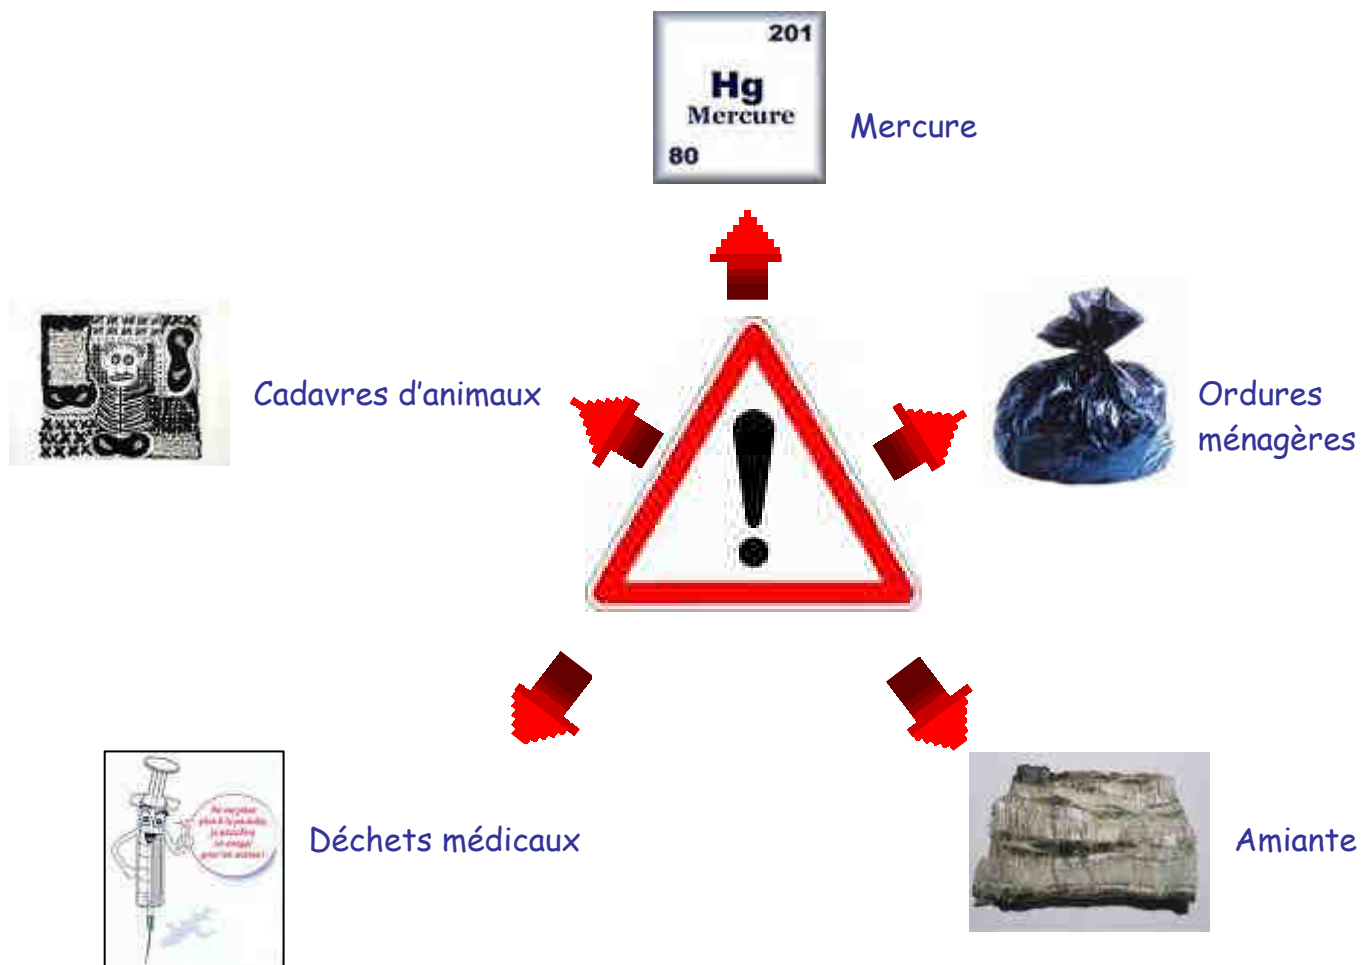 201
Hg
Mercure
80
Mercure
Cadavres d'animaux
Ordures
ménagères
Déchets médicaux
Amiante